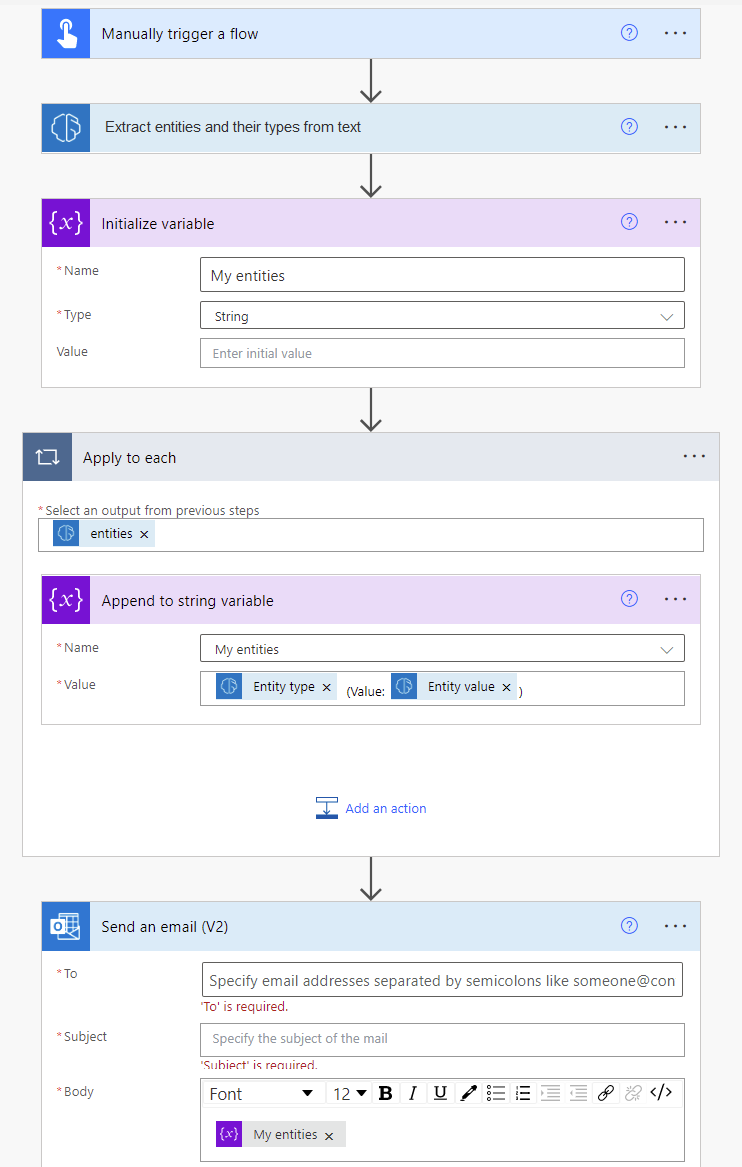 Manually trigger a flow
Extract entities and their types from text
{x} Initialize variable
* Name My entities
* Type String
Value Enter initial value
Apply to each
* Select an output from previous steps
entities ×
{x} Append to string variable
* Name My entities
* Value Entity type × (Value: Entity value × )
Add an action
Send an email (V2)
* To Specify email addresses separated by semicolons like someone@con
'To' is required.
* Subject Specify the subject of the mail
'Subject' is required.
* Body Font 12 B I U </>
{x} My entities ×